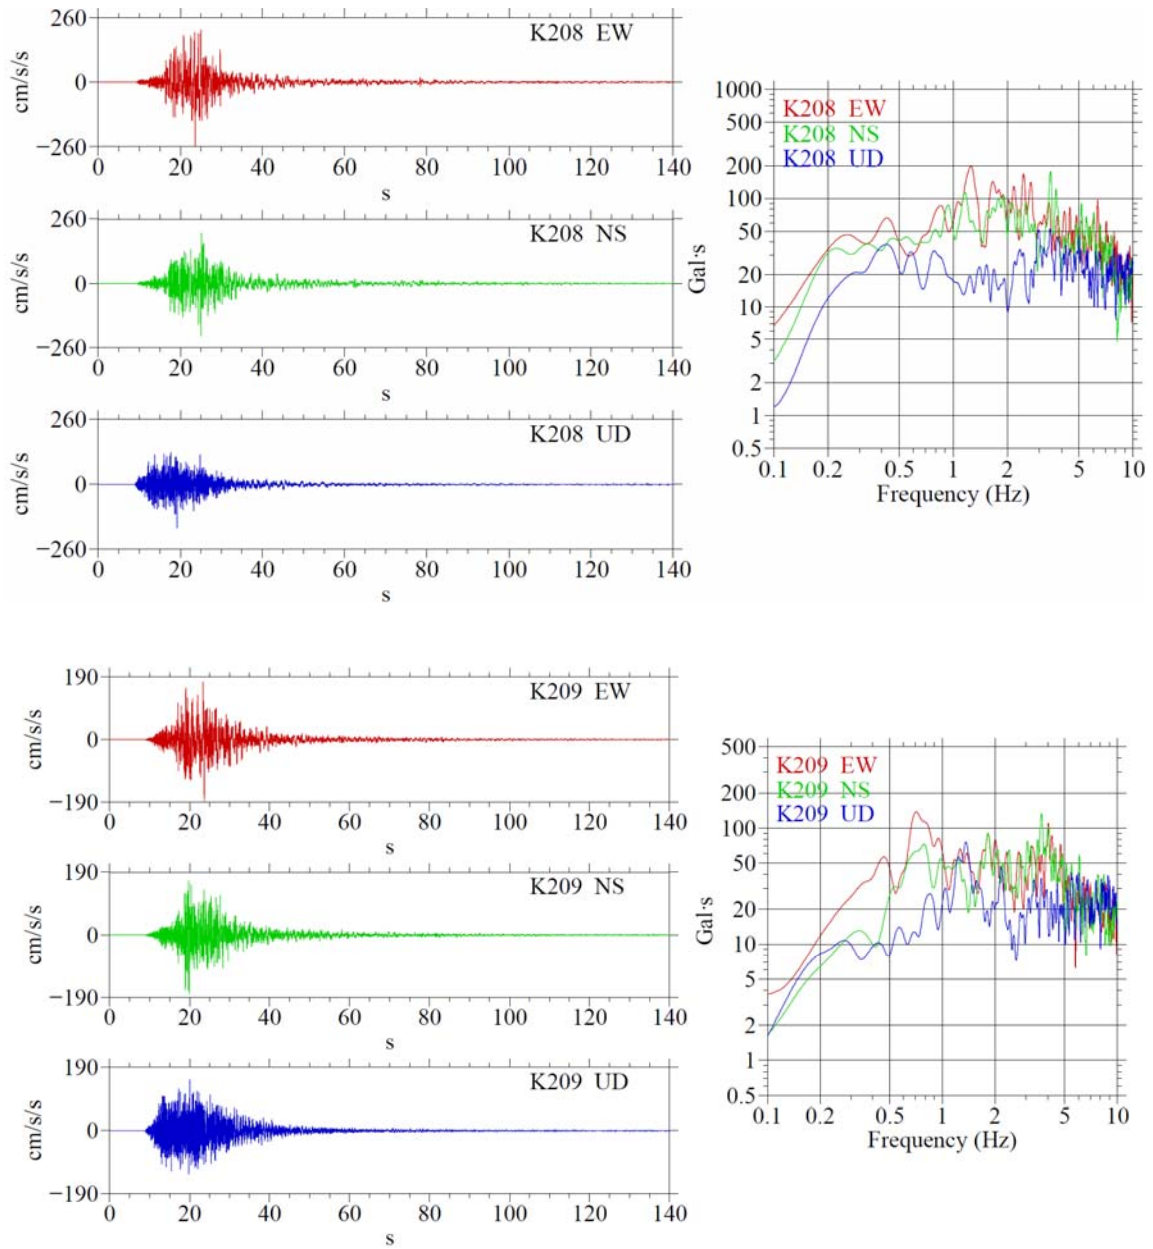 260
K208 EW
cm/s/s
0
−260
0 20 40 60 80 100 120 140
s
260
K208 NS
cm/s/s
0
−260
0 20 40 60 80 100 120 140
s
260
K208 UD
cm/s/s
0
−260
0 20 40 60 80 100 120 140
s
1000
500
200
100
50
20
10
5
2
1
0.5
Gal·s
K208 EW
K208 NS
K208 UD
0.1 0.2 0.5 1 2 5 10
Frequency (Hz)
190
K209 EW
cm/s/s
0
−190
0 20 40 60 80 100 120 140
s
190
K209 NS
cm/s/s
0
−190
0 20 40 60 80 100 120 140
s
190
K209 UD
cm/s/s
0
−190
0 20 40 60 80 100 120 140
s
500
200
100
50
20
10
5
2
1
0.5
Gal·s
K209 EW
K209 NS
K209 UD
0.1 0.2 0.5 1 2 5 10
Frequency (Hz)